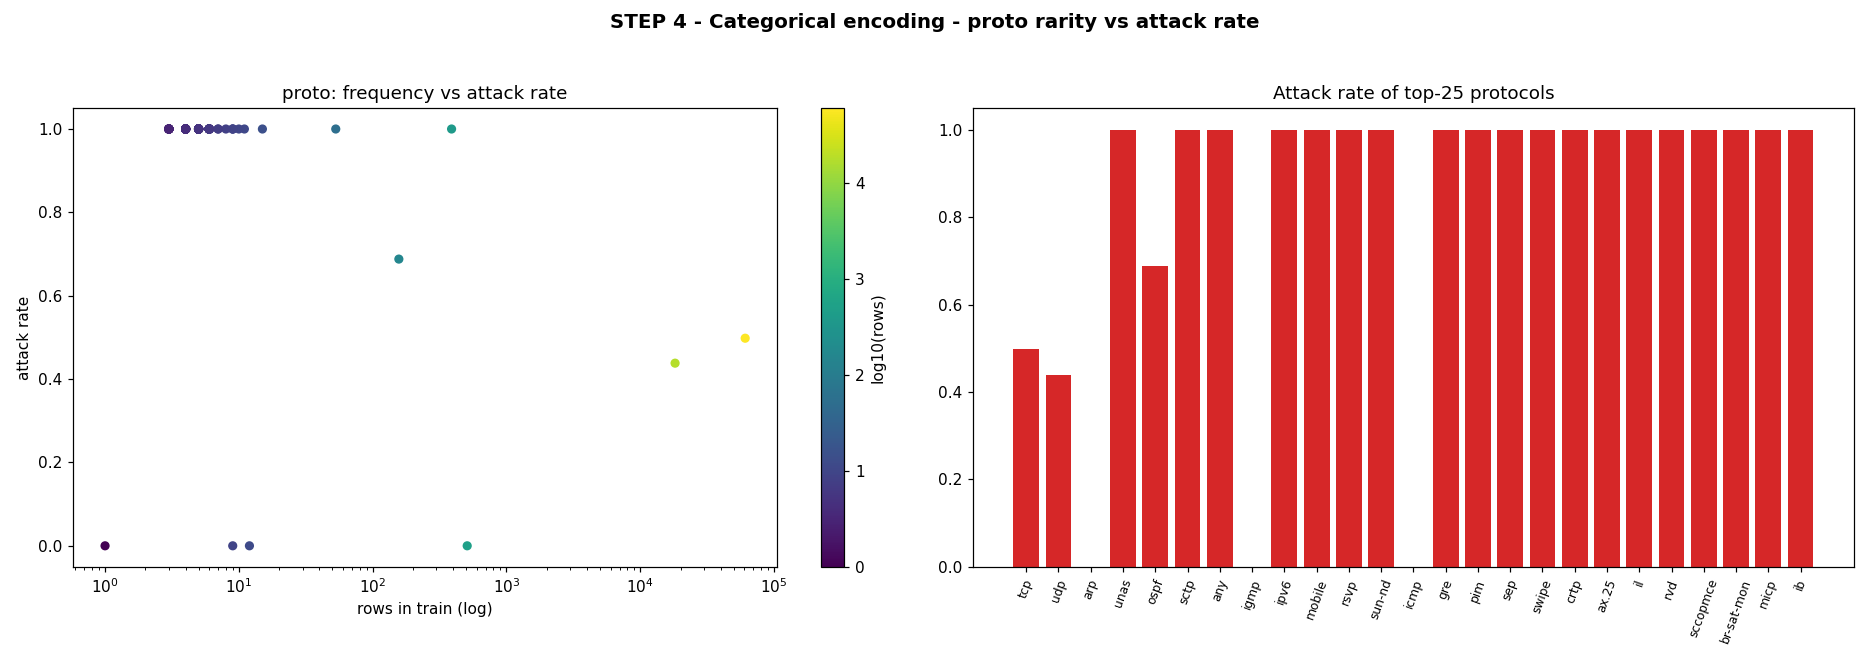 STEP 4 - Categorical encoding - proto rarity vs attack rate
proto: frequency vs attack rate
attack rate
1.0
0.8
0.6
0.4
0.2
0.0
10⁰
10¹
10²
10³
10⁴
10⁵
rows in train (log)
4
3
2
1
0
log10(rows)
Attack rate of top-25 protocols
1.0
0.8
0.6
0.4
0.2
0.0
tcp
udp
arp
unas
ospf
sctp
any
igmp
ipv6
mobile
rsvp
sun-nd
icmp
gre
pim
sep
swipe
crtp
ax.25
il
rvd
sccopmce
br-sat-mon
micp
ib